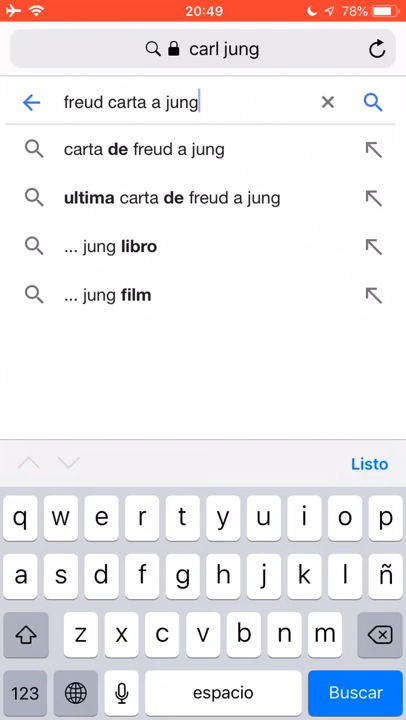 20:49
78%
carl jung
freud carta a jung
carta de freud a jung
ultima carta de freud a jung
... jung libro
... jung film
Listo
q w e r t y u i o p
a s d f g h j k l ñ
z x c v b n m
123 espacio Buscar